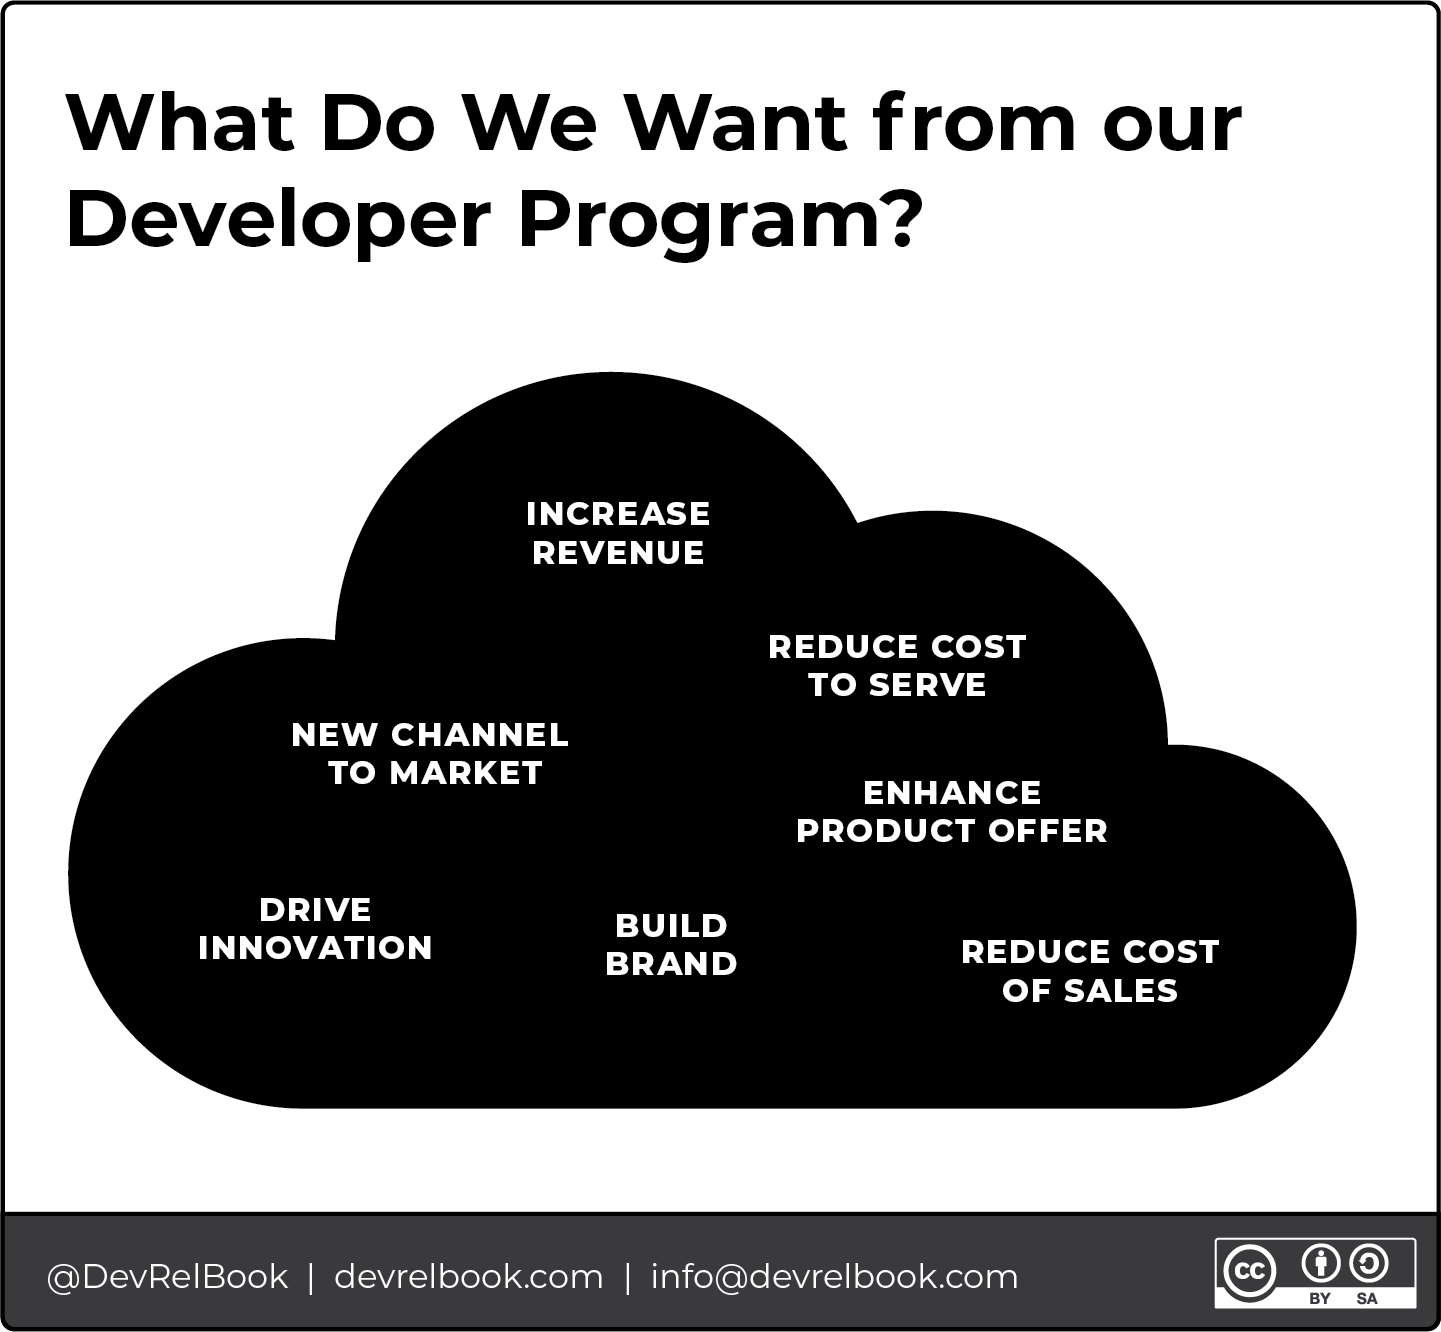 What Do We Want from our
Developer Program?
INCREASE
REVENUE
REDUCE COST
TO SERVE
NEW CHANNEL
TO MARKET
ENHANCE
PRODUCT OFFER
DRIVE
INNOVATION
BUILD
BRAND
REDUCE COST
OF SALES
@DevRelBook | devrelbook.com | info@devrelbook.com
cc
BY SA